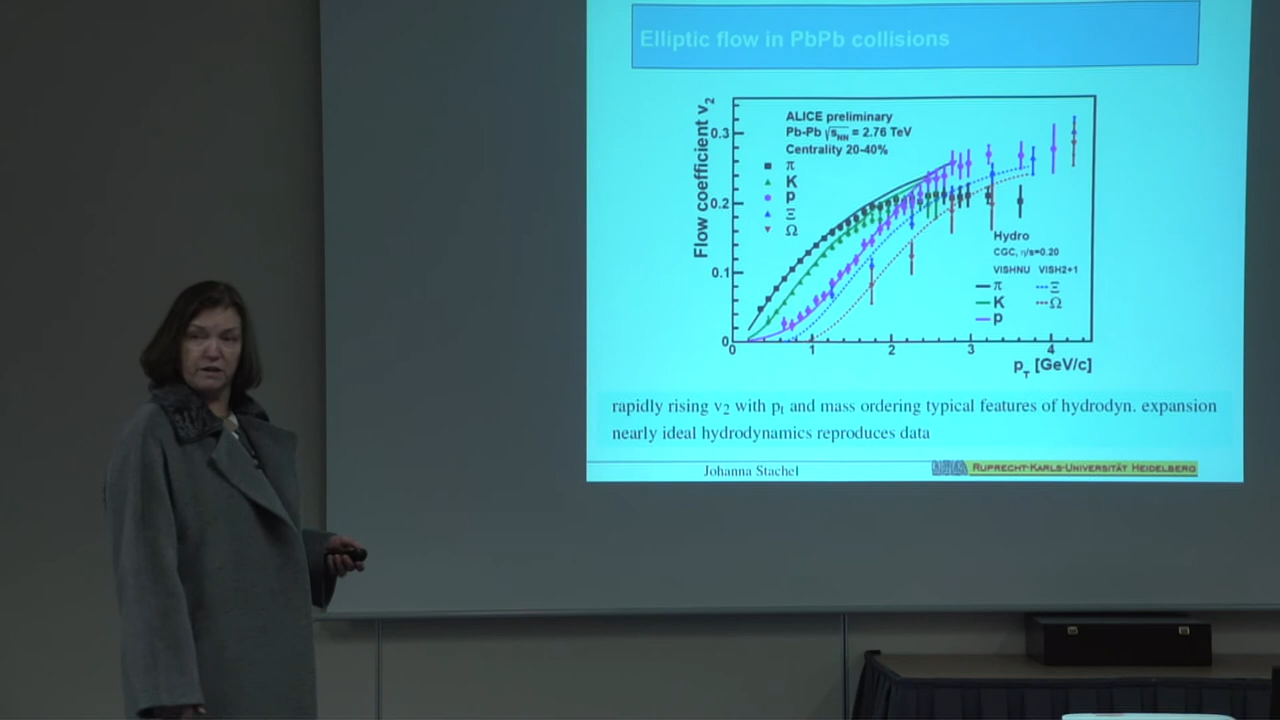 Elliptic flow in PbPb collisions
Flow coefficient v2
0.3
0.2
0.1
0
ALICE preliminary
Pb-Pb √sNN = 2.76 TeV
Centrality 20-40%
π
K
p
Ξ
Ω
Hydro
CGC, η/s=0.20
VISHNU VISH2+1
π Ξ
K Ω
p
0 1 2 3 4
pT [GeV/c]
rapidly rising v2 with pt and mass ordering typical features of hydrodyn. expansion
nearly ideal hydrodynamics reproduces data
Johanna Stachel
RUPRECHT-KARLS-UNIVERSITÄT HEIDELBERG